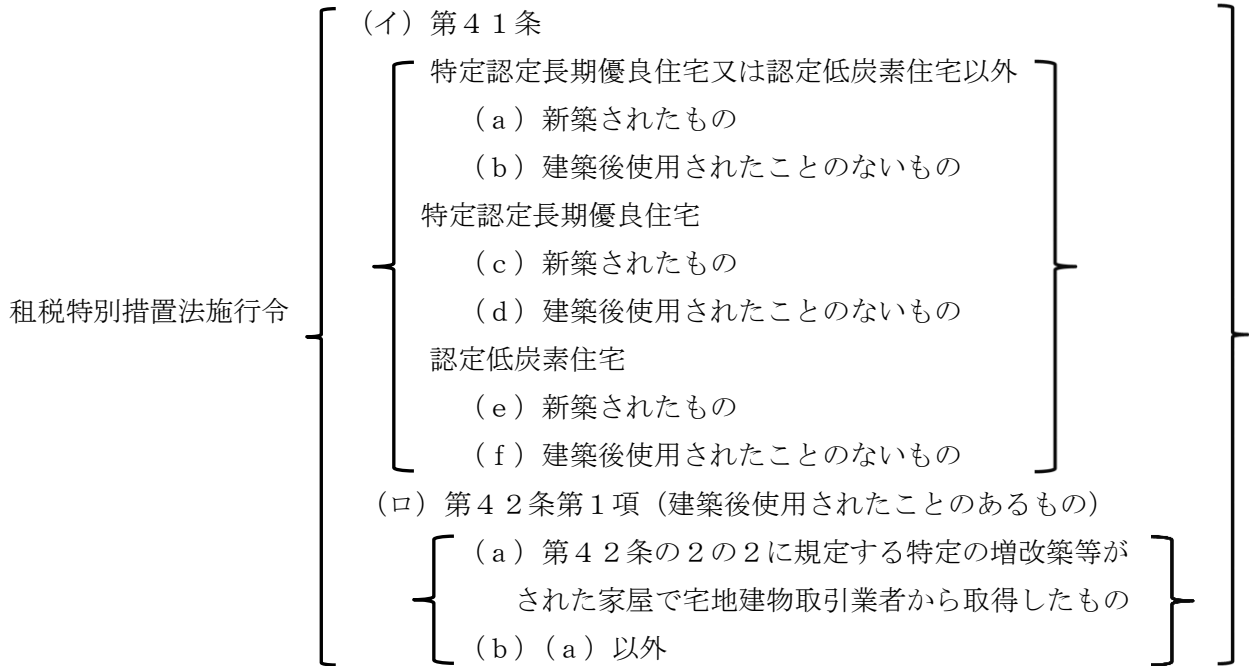 （イ）第４１条
特定認定長期優良住宅又は認定低炭素住宅以外
（ａ）新築されたもの
（ｂ）建築後使用されたことのないもの
特定認定長期優良住宅
（ｃ）新築されたもの
（ｄ）建築後使用されたことのないもの
租税特別措置法施行令
認定低炭素住宅
（ｅ）新築されたもの
（ｆ）建築後使用されたことのないもの
（ロ）第４２条第１項（建築後使用されたことのあるもの）
（ａ）第４２条の２の２に規定する特定の増改築等が
された家屋で宅地建物取引業者から取得したもの
（ｂ）（ａ）以外